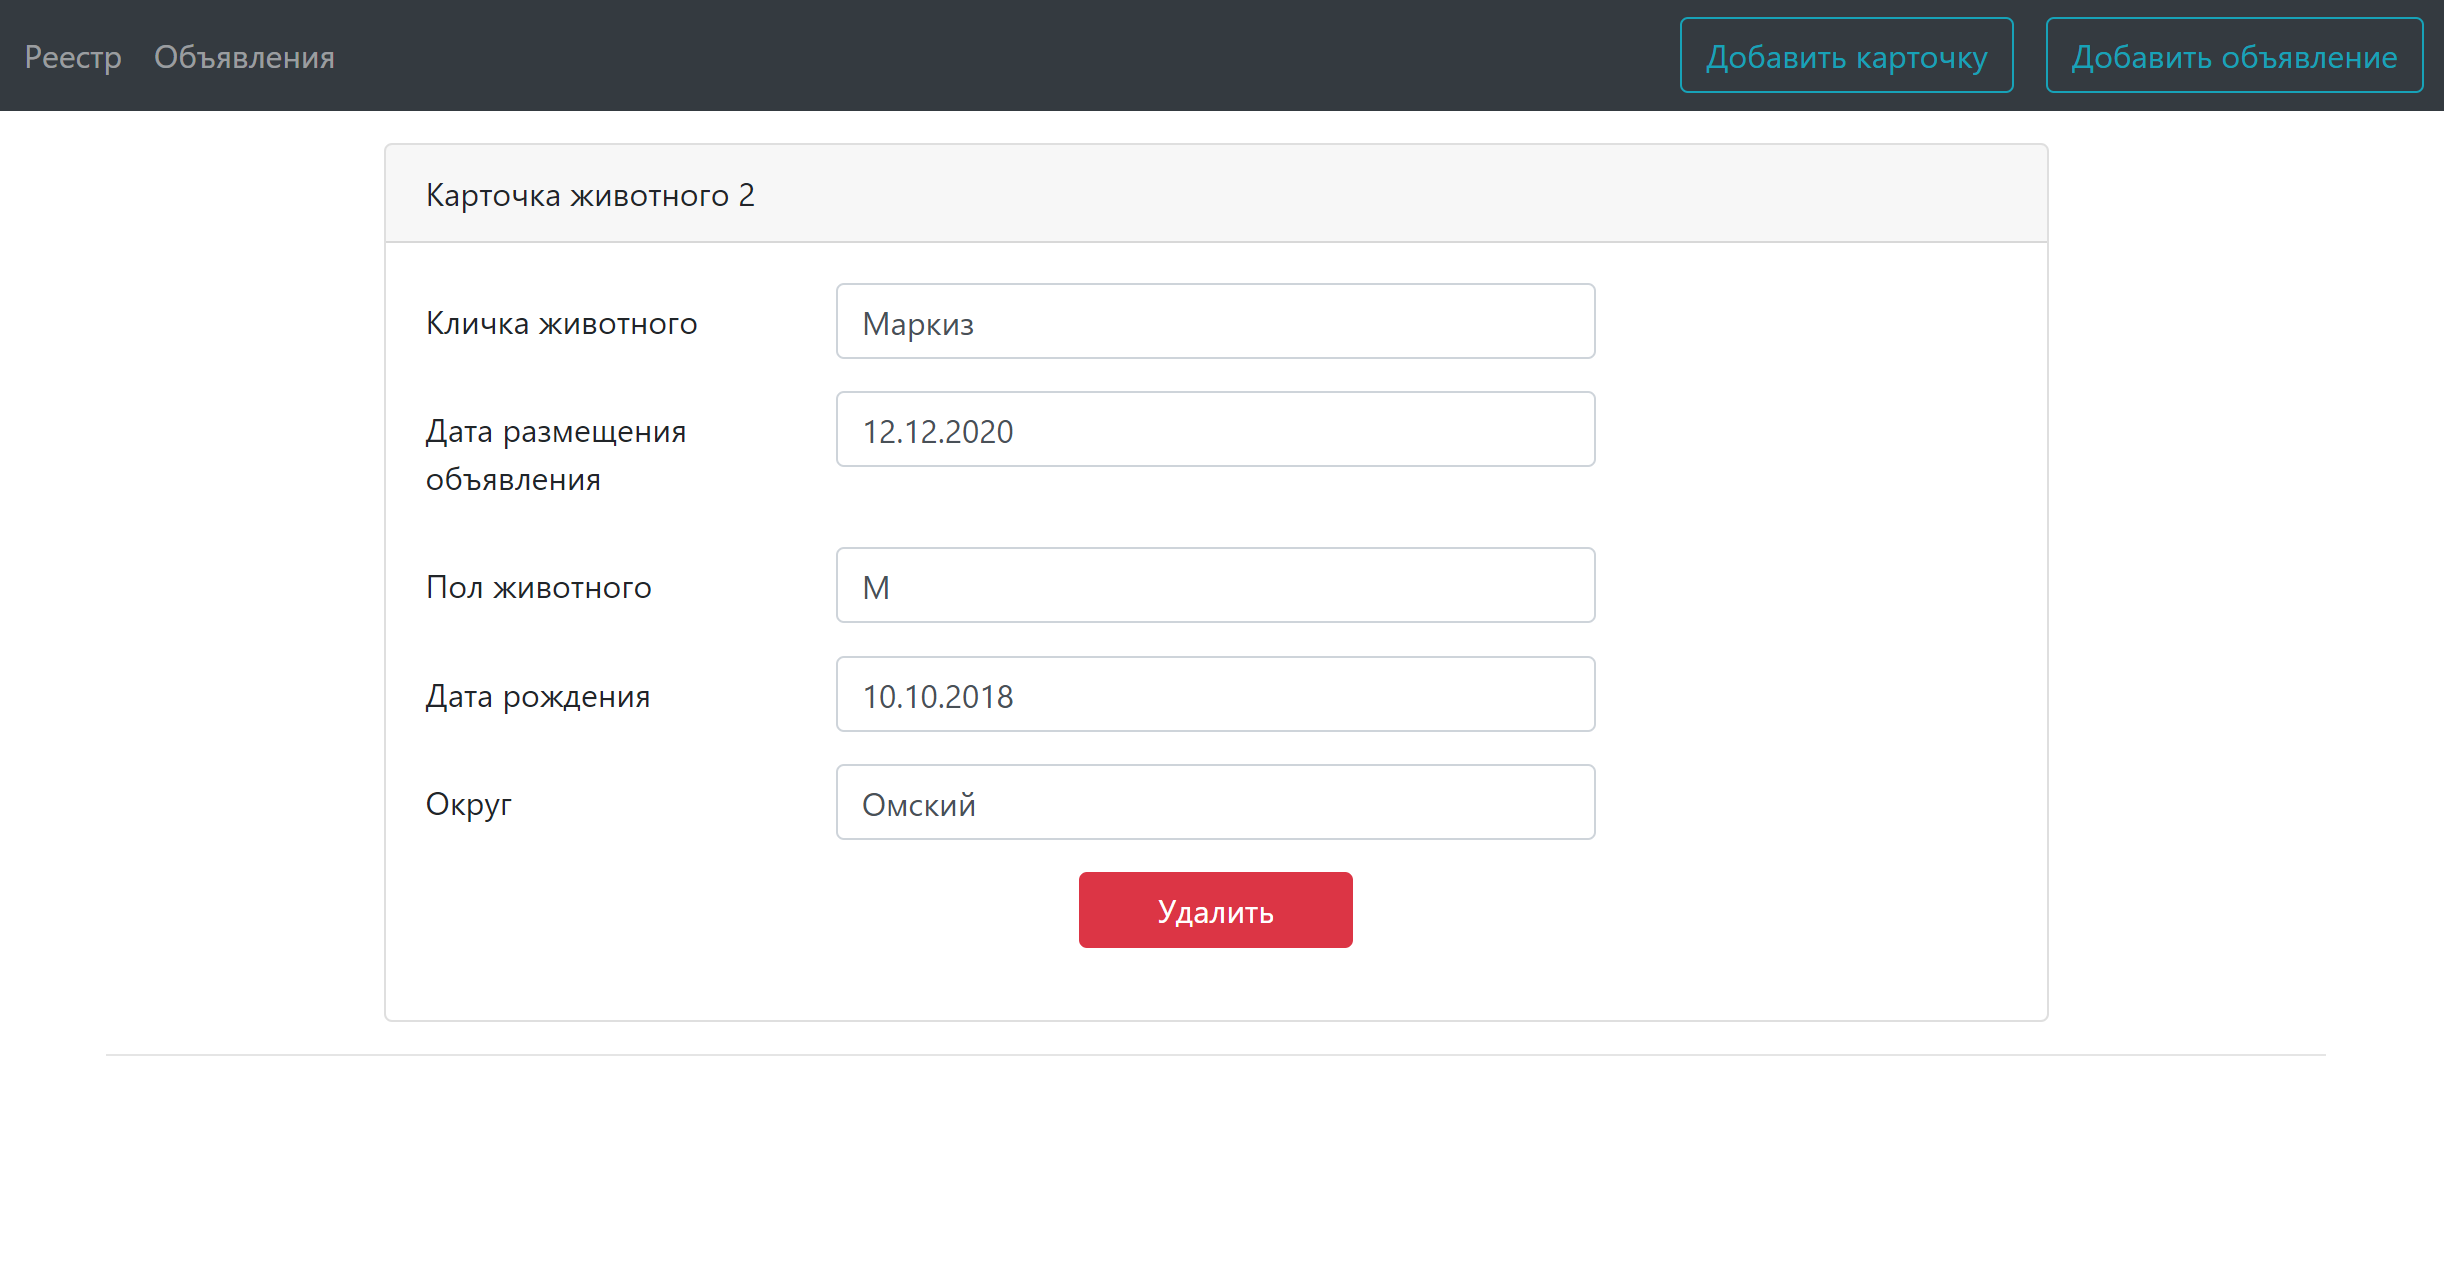 Реестр Объявления Добавить карточку Добавить объявление
Карточка животного 2
Кличка животного Маркиз
Дата размещения 12.12.2020
объявления
Пол животного М
Дата рождения 10.10.2018
Округ Омский
Удалить